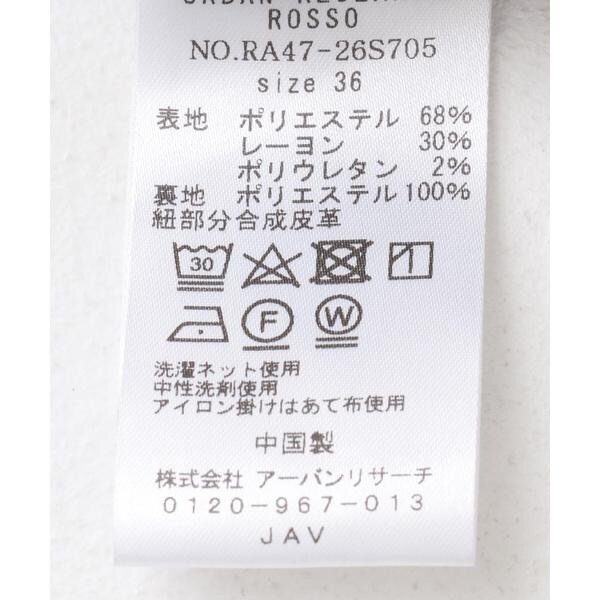 ROSSO
NO.RA47-26S705
size 36
表地 ポリエステル 68%
レーヨン 30%
ポリウレタン 2%
裏地 ポリエステル 100%
紐部分合成皮革
30
F W
洗濯ネット使用
中性洗剤使用
アイロン掛けはあて布使用
中国製
株式会社 アーバンリサーチ
0120-967-013
JAV